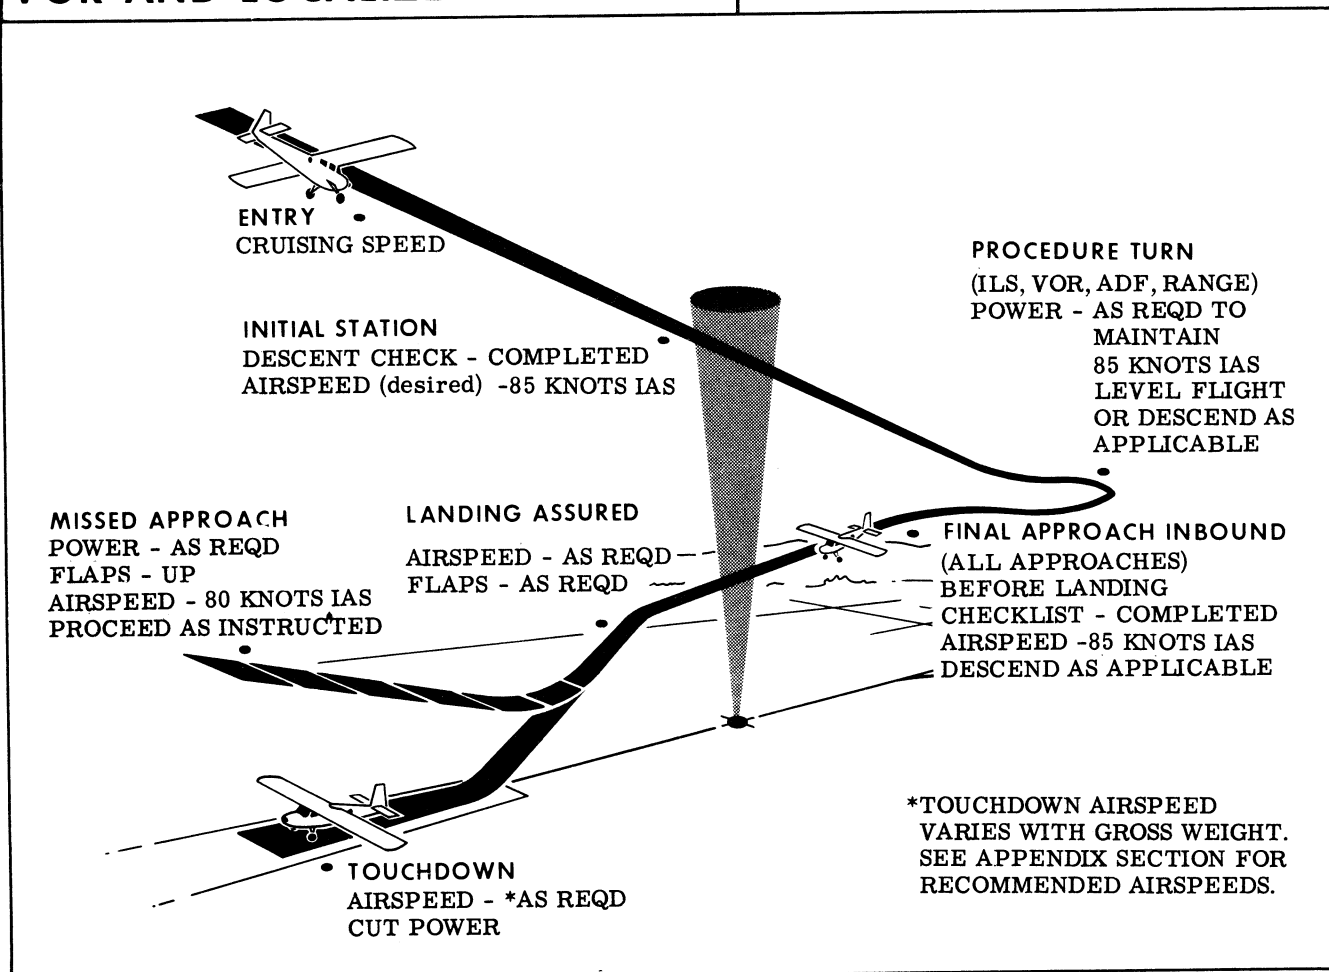 VOR AND
ENTRY
CRUISING SPEED
INITIAL STATION
DESCENT CHECK - COMPLETED
AIRSPEED (desired) -85 KNOTS IAS
PROCEDURE TURN
(ILS, VOR, ADF, RANGE)
POWER - AS REQD TO
MAINTAIN
85 KNOTS IAS
LEVEL FLIGHT
OR DESCEND AS
APPLICABLE
MISSED APPROACH
POWER - AS REQD
FLAPS - UP
AIRSPEED - 80 KNOTS IAS
PROCEED AS INSTRUCTED
LANDING ASSURED
AIRSPEED - AS REQD
FLAPS - AS REQD
FINAL APPROACH INBOUND
(ALL APPROACHES)
BEFORE LANDING
CHECKLIST - COMPLETED
AIRSPEED -85 KNOTS IAS
DESCEND AS APPLICABLE
*TOUCHDOWN AIRSPEED
VARIES WITH GROSS WEIGHT.
SEE APPENDIX SECTION FOR
RECOMMENDED AIRSPEEDS.
TOUCHDOWN
AIRSPEED - *AS REQD
CUT POWER